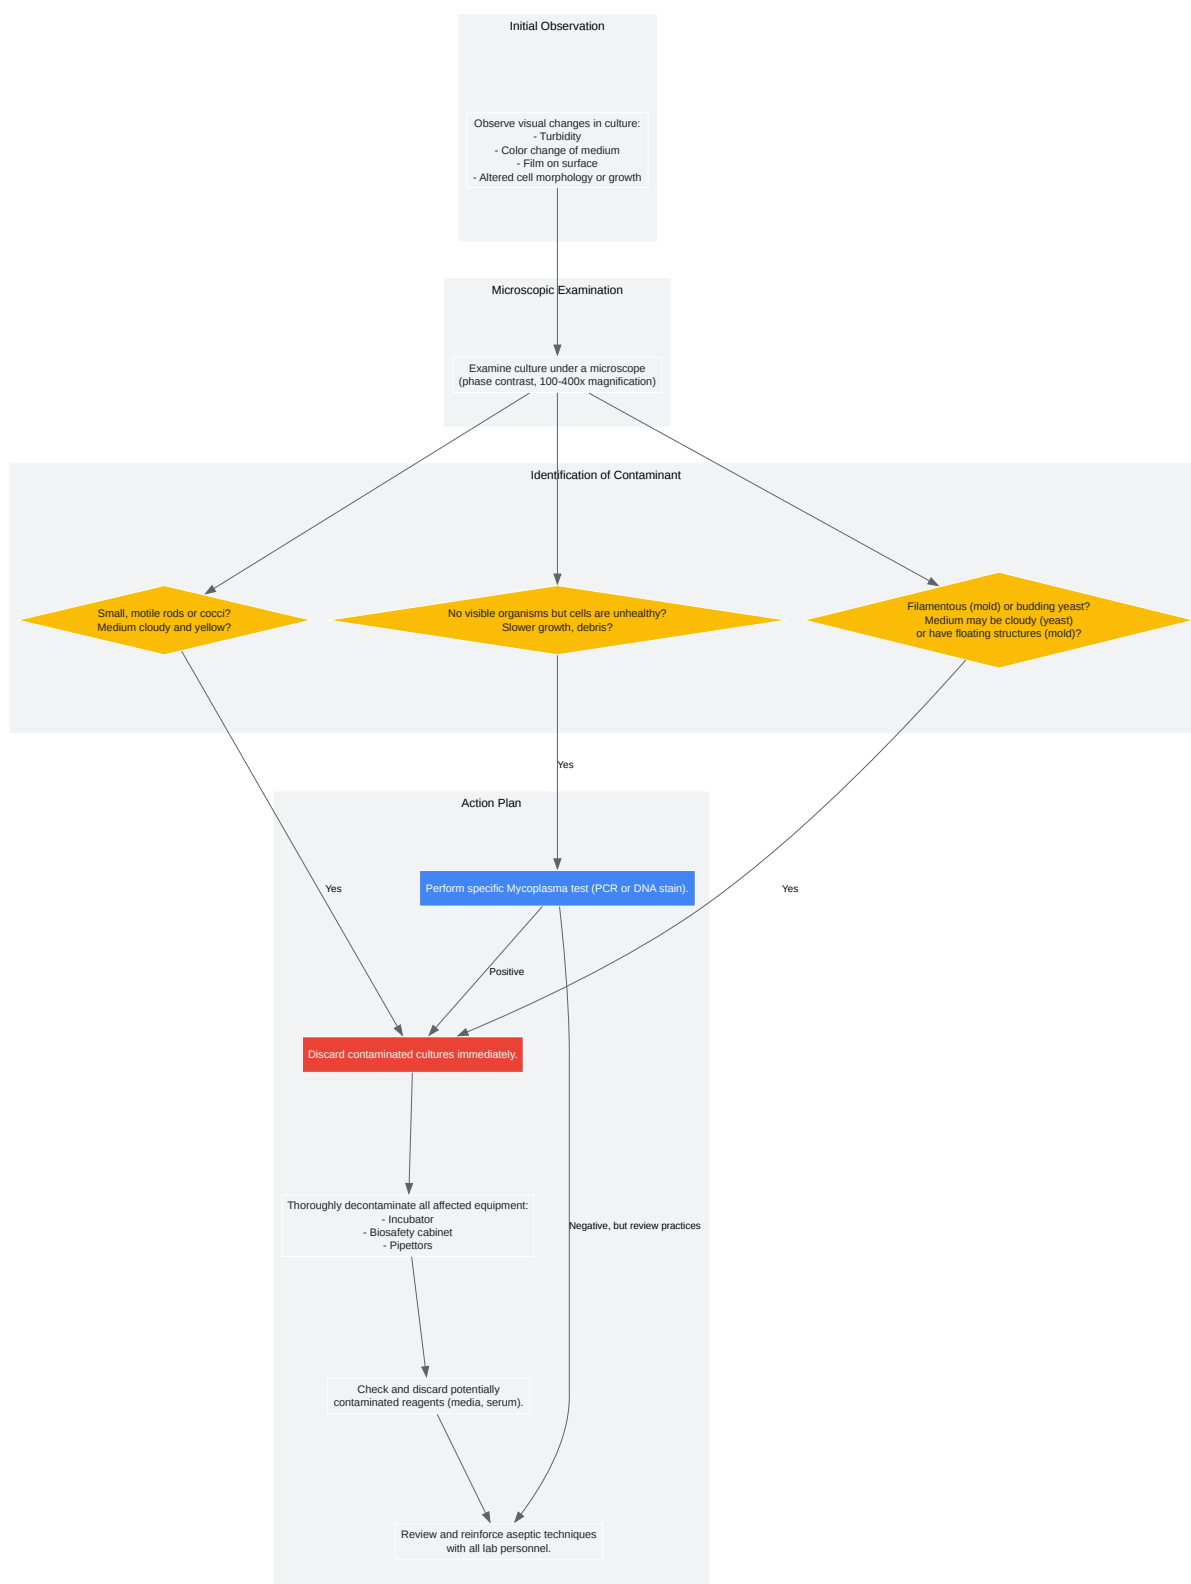 Initial Observation
Observe visual changes in culture:
- Turbidity
- Color change of medium
- Film on surface
- Altered cell morphology or growth
Microscopic Examination
Examine culture under a microscope
(phase contrast, 100-400x magnification)
Identification of Contaminant
Small, motile rods or cocci?
Medium cloudy and yellow?
No visible organisms but cells are unhealthy?
Slower growth, debris?
Filamentous (mold) or budding yeast?
Medium may be cloudy (yeast)
or have floating structures (mold)?
Yes
Action Plan
Perform specific Mycoplasma test (PCR or DNA stain).
Yes
Yes
Positive
Discard contaminated cultures immediately.
Thoroughly decontaminate all affected equipment:
- Incubator
- Biosafety cabinet
- Pipettors
Negative, but review practices
Check and discard potentially
contaminated reagents (media, serum).
Review and reinforce aseptic techniques
with all lab personnel.